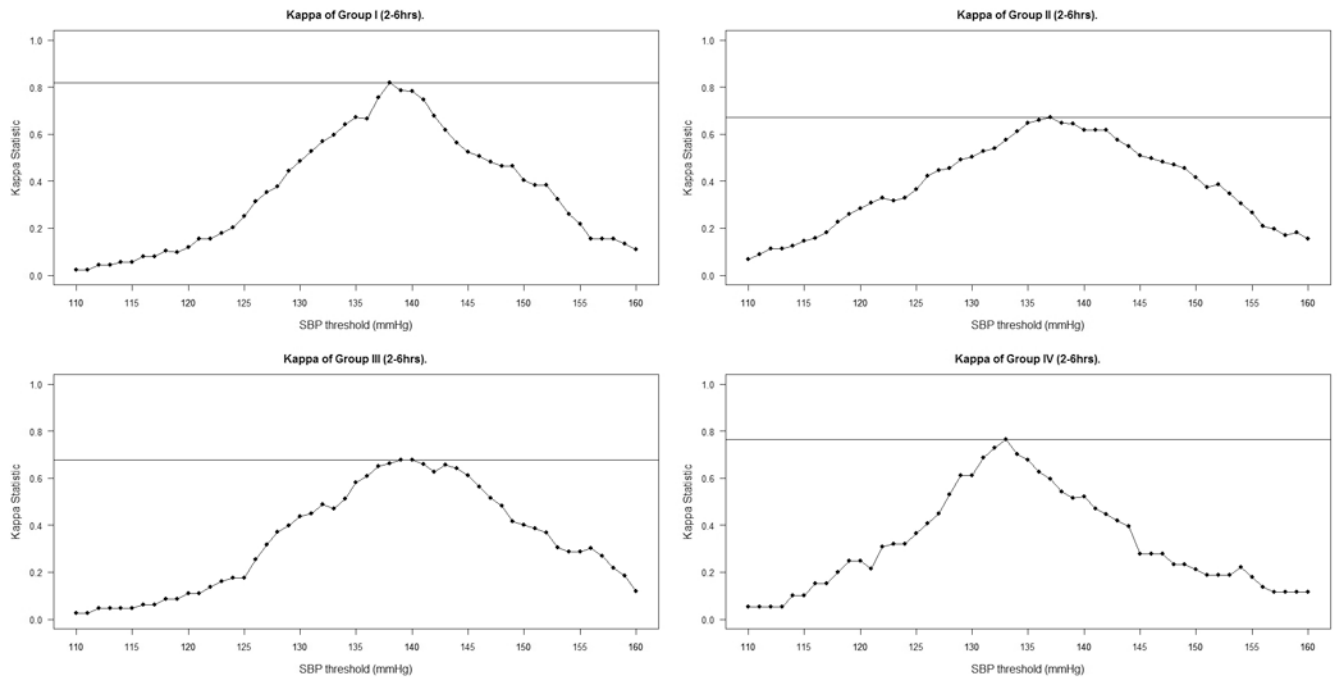 Kappa of Group I (2-6hrs).
1.0
0.8
0.6
0.4
0.2
0.0
Kappa Statistic
110 115 120 125 130 135 140 145 150 155 160
SBP threshold (mmHg)
Kappa of Group II (2-6hrs).
1.0
0.8
0.6
0.4
0.2
0.0
Kappa Statistic
110 115 120 125 130 135 140 145 150 155 160
SBP threshold (mmHg)
Kappa of Group III (2-6hrs).
1.0
0.8
0.6
0.4
0.2
0.0
Kappa Statistic
110 115 120 125 130 135 140 145 150 155 160
SBP threshold (mmHg)
Kappa of Group IV (2-6hrs).
1.0
0.8
0.6
0.4
0.2
0.0
Kappa Statistic
110 115 120 125 130 135 140 145 150 155 160
SBP threshold (mmHg)